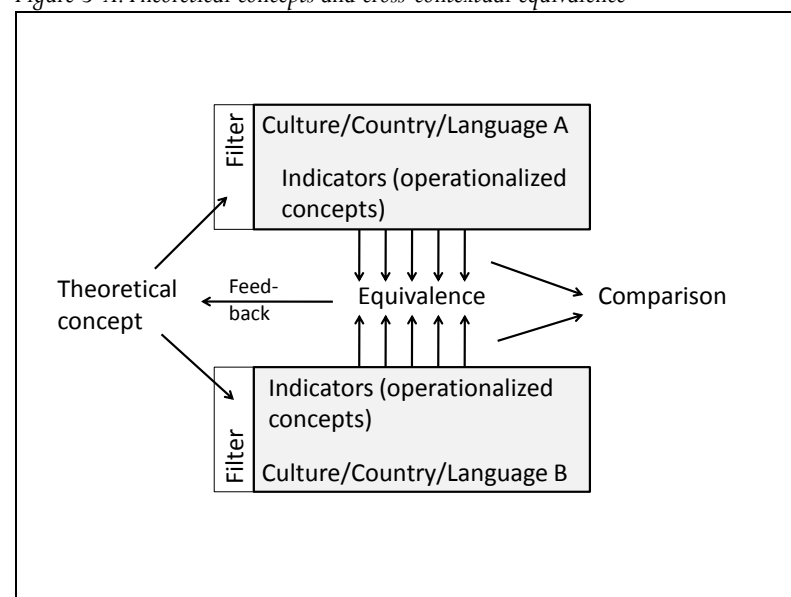 Figure 3-A: Theoretical concepts and cross-contextual equivalence
Filter
Culture/Country/Language A
Indicators (operationalized
concepts)
Theoretical
concept
Feed-
back
Equivalence
Comparison
Indicators (operationalized
concepts)
Filter
Culture/Country/Language B